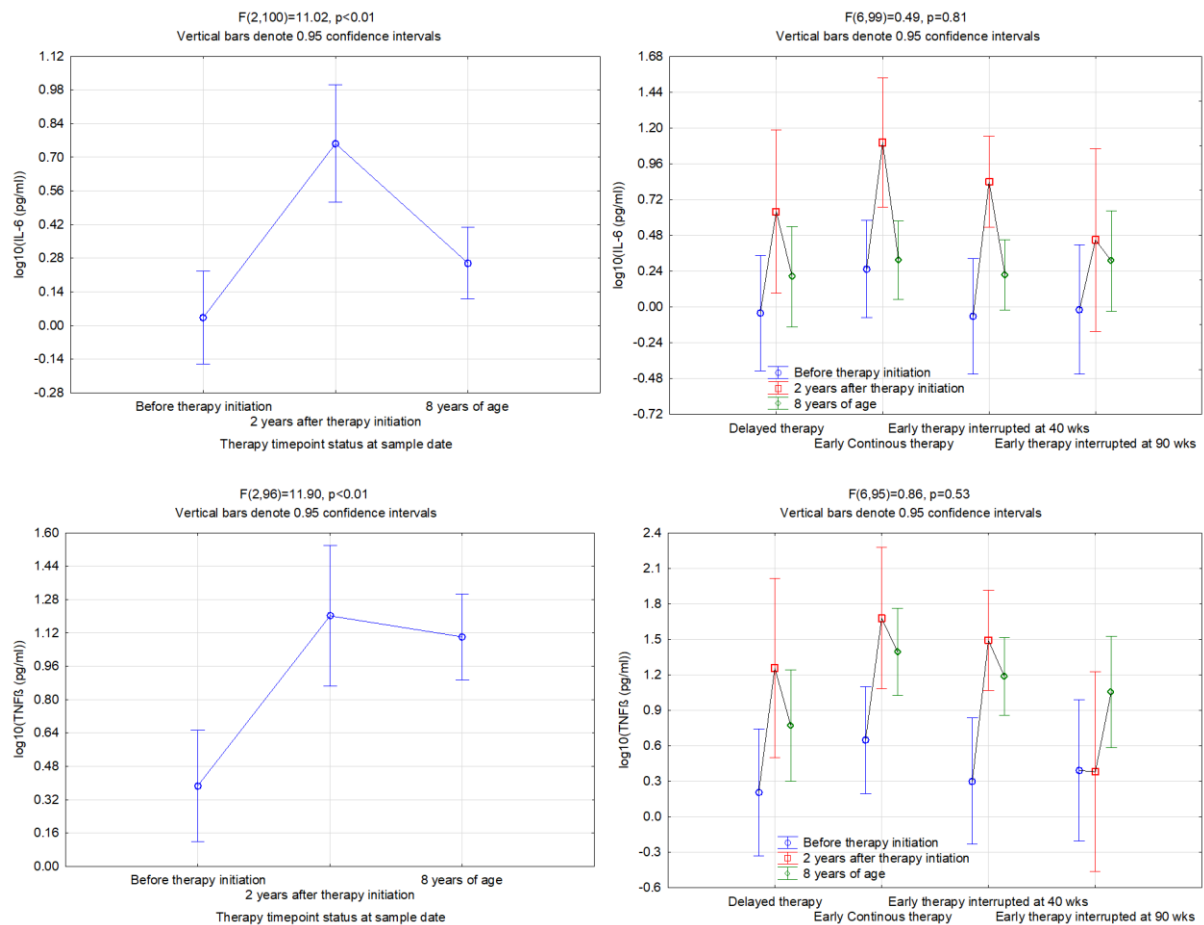 F(2,100)=11.02, p<0.01
Vertical bars denote 0.95 confidence intervals
log10(IL-6 (pg/ml))
1.12
0.98
0.84
0.70
0.56
0.42
0.28
0.14
0.00
-0.14
-0.28
Before therapy initiation
8 years of age
2 years after therapy initiation
Therapy timepoint status at sample date
F(6,99)=0.49, p=0.81
Vertical bars denote 0.95 confidence intervals
log10(IL-6 (pg/ml))
1.68
1.44
1.20
0.96
0.72
0.48
0.24
0.00
-0.24
-0.48
-0.72
Before therapy initiation
2 years after therapy initiation
8 years of age
Delayed therapy
Early therapy interrupted at 40 wks
Early Continous therapy
Early therapy interrupted at 90 wks
F(2,96)=11.90, p<0.01
Vertical bars denote 0.95 confidence intervals
log10(TNFß (pg/ml))
1.60
1.44
1.28
1.12
0.96
0.80
0.64
0.48
0.32
0.16
0.00
Before therapy initiation
8 years of age
2 years after therapy initiation
Therapy timepoint status at sample date
F(6,95)=0.86, p=0.53
Vertical bars denote 0.95 confidence intervals
log10(TNFß (pg/ml))
2.4
2.1
1.8
1.5
1.2
0.9
0.6
0.3
0.0
-0.3
-0.6
Before therapy initiation
2 years after therapy intiation
8 years of age
Delayed therapy
Early therapy interrupted at 40 wks
Early Continous therapy
Early therapy interrupted at 90 wks